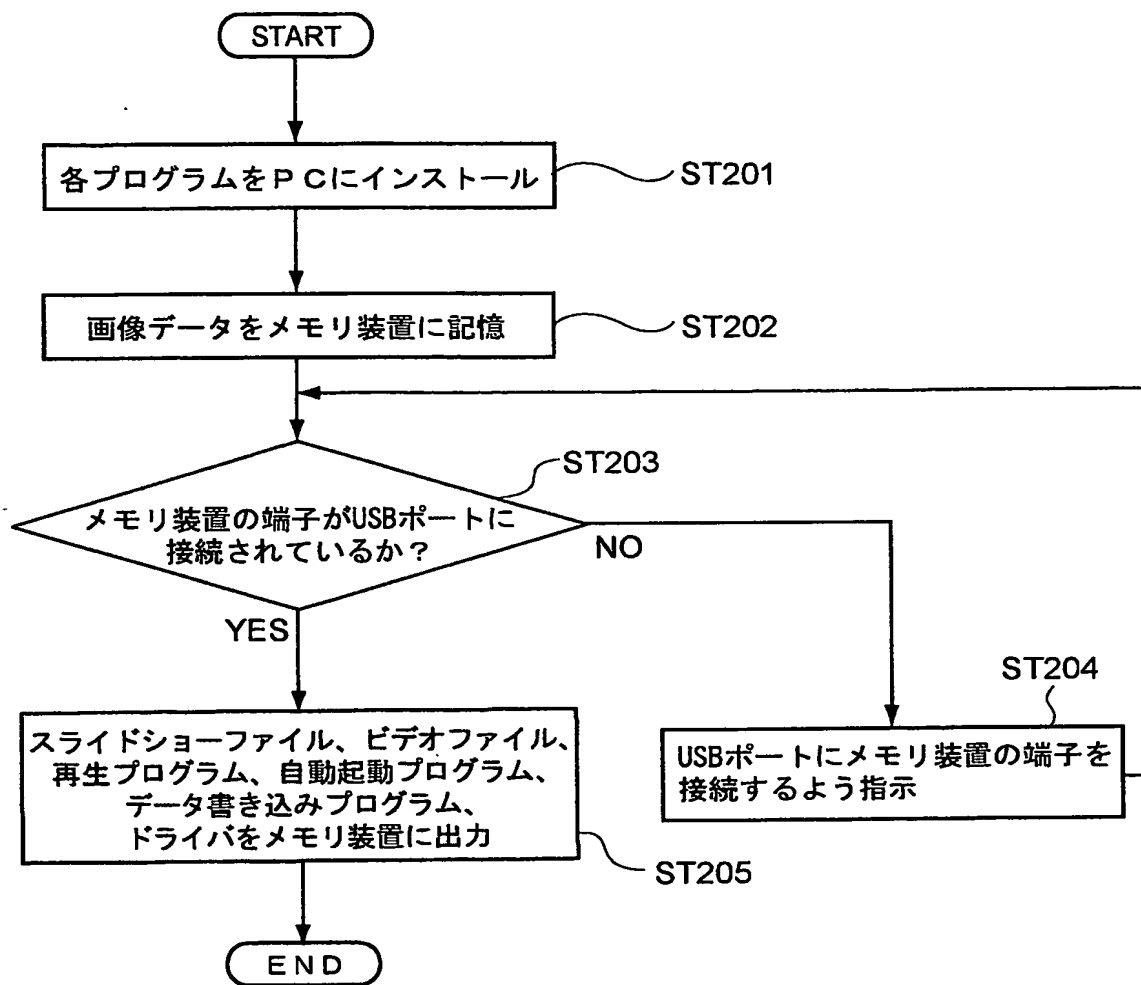 START
各プログラムをPCにインストール
ST201
画像データをメモリ装置に記憶
ST202
ST203
メモリ装置の端子がUSBポートに
接続されているか？
NO
YES
ST204
USBポートにメモリ装置の端子を
接続するよう指示
スライドショーファイル、ビデオファイル、
再生プログラム、自動起動プログラム、
データ書き込みプログラム、
ドライバをメモリ装置に出力
ST205
END